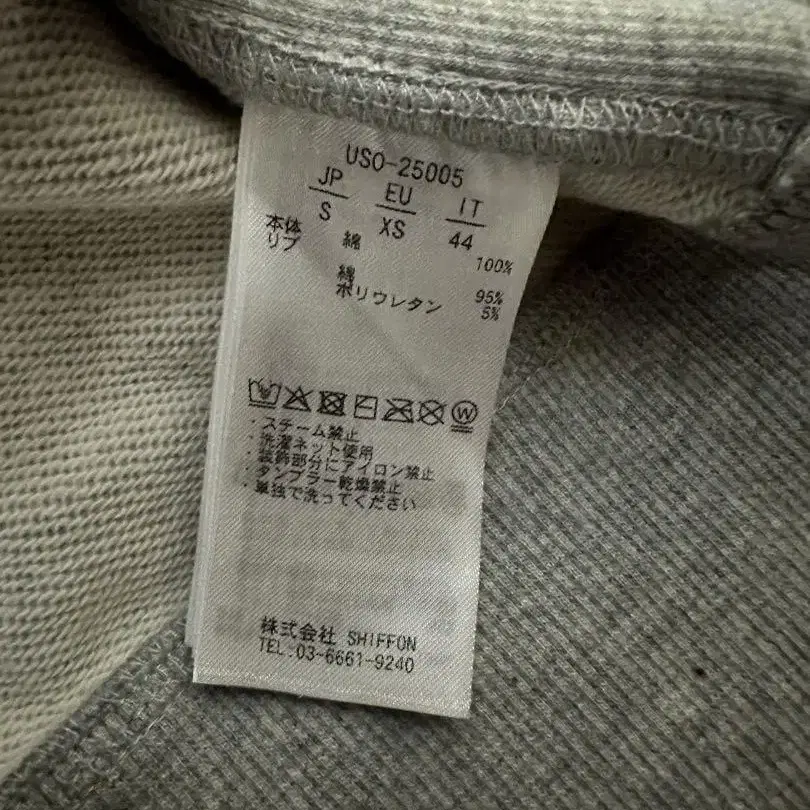 USO-25005
JP EU IT
S XS 44
本体 綿 100%
リブ
綿 95%
ポリウレタン 5%
・スチーム禁止
・洗濯ネット使用
・装飾部分にアイロン禁止
・タンブラー乾燥禁止
・単独で洗ってください
株式会社 SHIFFON
TEL:03-6661-9240